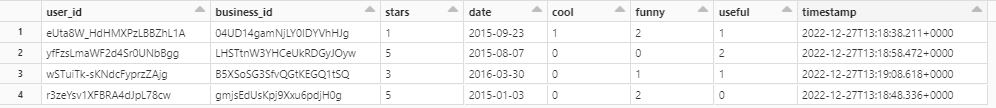 user_id business_id stars date cool funny useful timestamp
1 eUta8W_HdHMXPzLBBZhL1A 04UD14gamNjLY0IDYVhHJg 1 2015-09-23 1 2 1 2022-12-27T13:18:38.211+0000
2 yfFzsLmaWF2d4Sr0UNbBgg LHSTtnW3YHCeUkRDGyJOyw 5 2015-08-07 0 0 2 2022-12-27T13:18:58.472+0000
3 wSTuiTk-sKNdcFyprzZAjg B5XSoSG3SfvQGtKEGQ1tSQ 3 2016-03-30 0 1 1 2022-12-27T13:19:08.618+0000
4 r3zeYsv1XFBRA4dJpL78cw gmjsEdUsKpj9Xxu6pdjH0g 5 2015-01-03 0 2 0 2022-12-27T13:18:48.336+0000